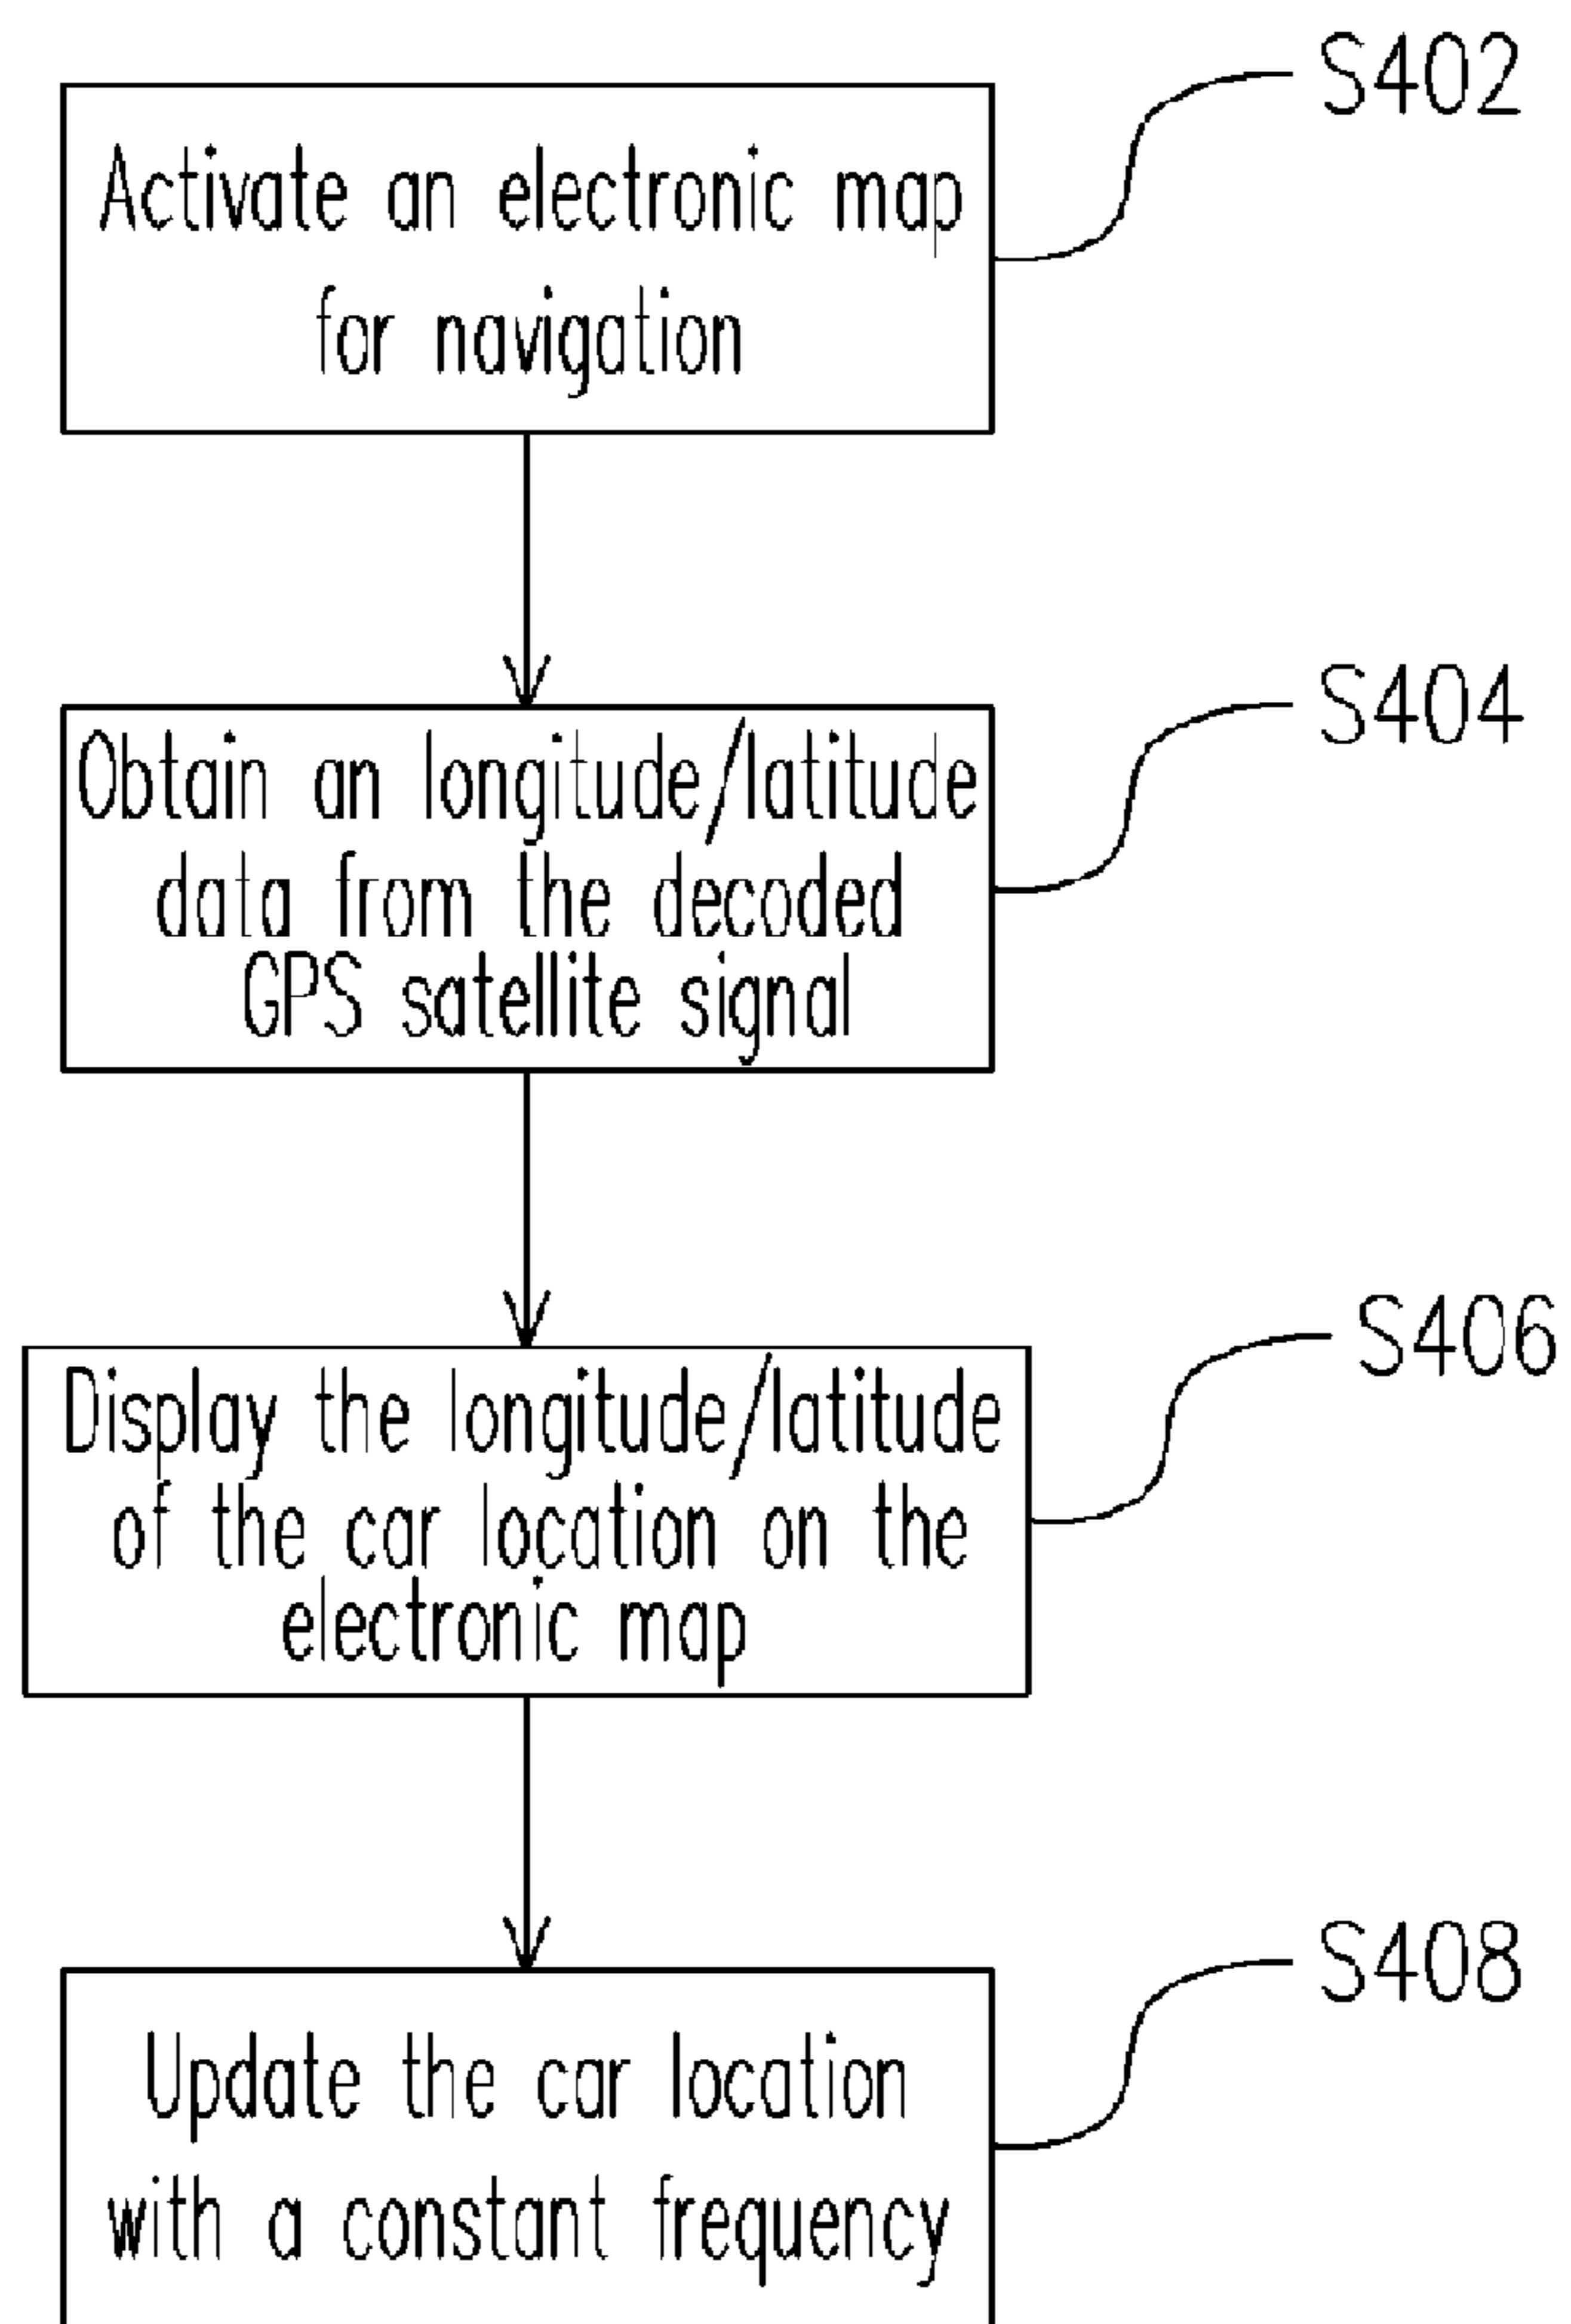 S402
Activate an electronic map
for navigation
S404
Obtain an longitude/latitude
data from the decoded
GPS satellite signal
S406
Display the longitude/latitude
of the car location on the
electronic map
S408
Update the car location
with a constant frequency